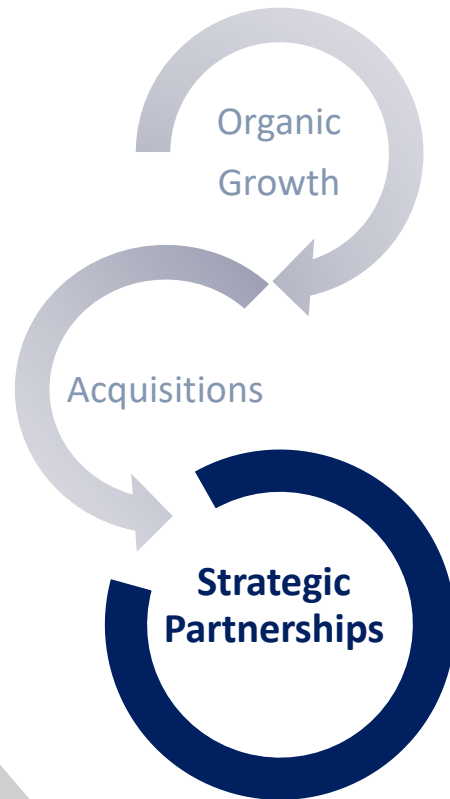 Organic
Growth
Acquisitions
Strategic
Partnerships